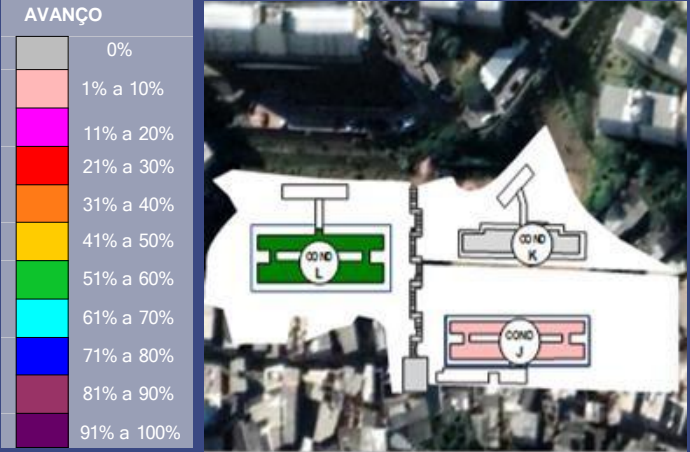 AVANÇO
0%
1% a 10%
11% a 20%
21% a 30%
31% a 40%
41% a 50%
51% a 60%
61% a 70%
71% a 80%
81% a 90%
91% a 100%
COND
L
COND
K
COND
J